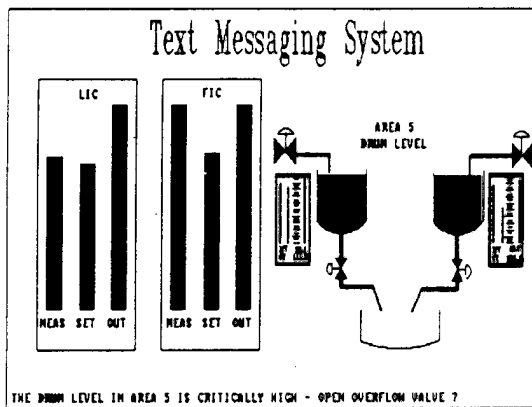 Text Messaging System
LIC
FIC
AREA 5
DRUM LEVEL
MEAS SET OUT
MEAS SET OUT
THE DRUM LEVEL IN AREA 5 IS CRITICALLY HIGH - OPEN OVERFLOW VALVE ?